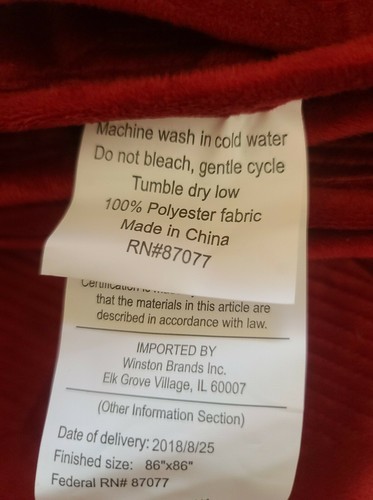 Machine wash in cold water
Do not bleach, gentle cycle
Tumble dry low
100% Polyester fabric
Made in China
RN#87077
Certification is
that the materials in this article are
described in accordance with law.
IMPORTED BY
Winston Brands Inc.
Elk Grove Village, IL 60007
(Other Information Section)
Date of delivery: 2018/8/25
Finished size: 86"x86"
Federal RN# 87077